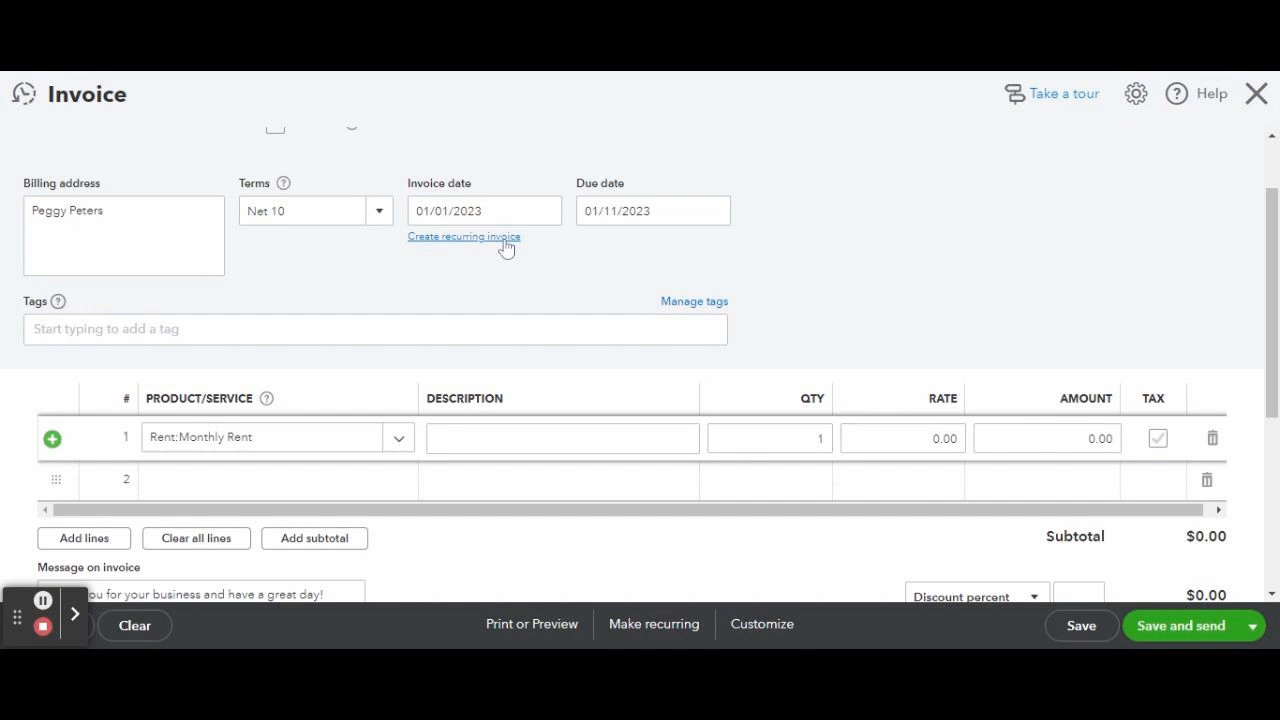 Invoice
Take a tour
? Help
Billing address Terms ? Invoice date Due date
Peggy Peters Net 10 01/01/2023 01/11/2023
Create recurring invoice
Tags ? Manage tags
Start typing to add a tag
# PRODUCT/SERVICE ? DESCRIPTION QTY RATE AMOUNT TAX
1 Rent:Monthly Rent 1 0.00 0.00
2
Add lines Clear all lines Add subtotal Subtotal $0.00
Message on invoice
ou for your business and have a great day! Discount percent $0.00
Clear Print or Preview Make recurring Customize Save Save and send